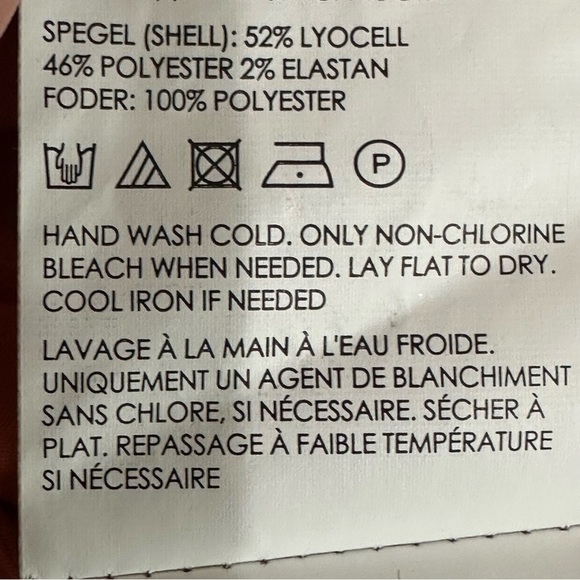 SPEGEL (SHELL): 52% LYOCELL
46% POLYESTER 2% ELASTAN
FODER: 100% POLYESTER
P
HAND WASH COLD. ONLY NON-CHLORINE
BLEACH WHEN NEEDED. LAY FLAT TO DRY.
COOL IRON IF NEEDED
LAVAGE À LA MAIN À L'EAU FROIDE.
UNIQUEMENT UN AGENT DE BLANCHIMENT
SANS CHLORE, SI NÉCESSAIRE. SÉCHER À
PLAT. REPASSAGE À FAIBLE TEMPÉRATURE
SI NÉCESSAIRE